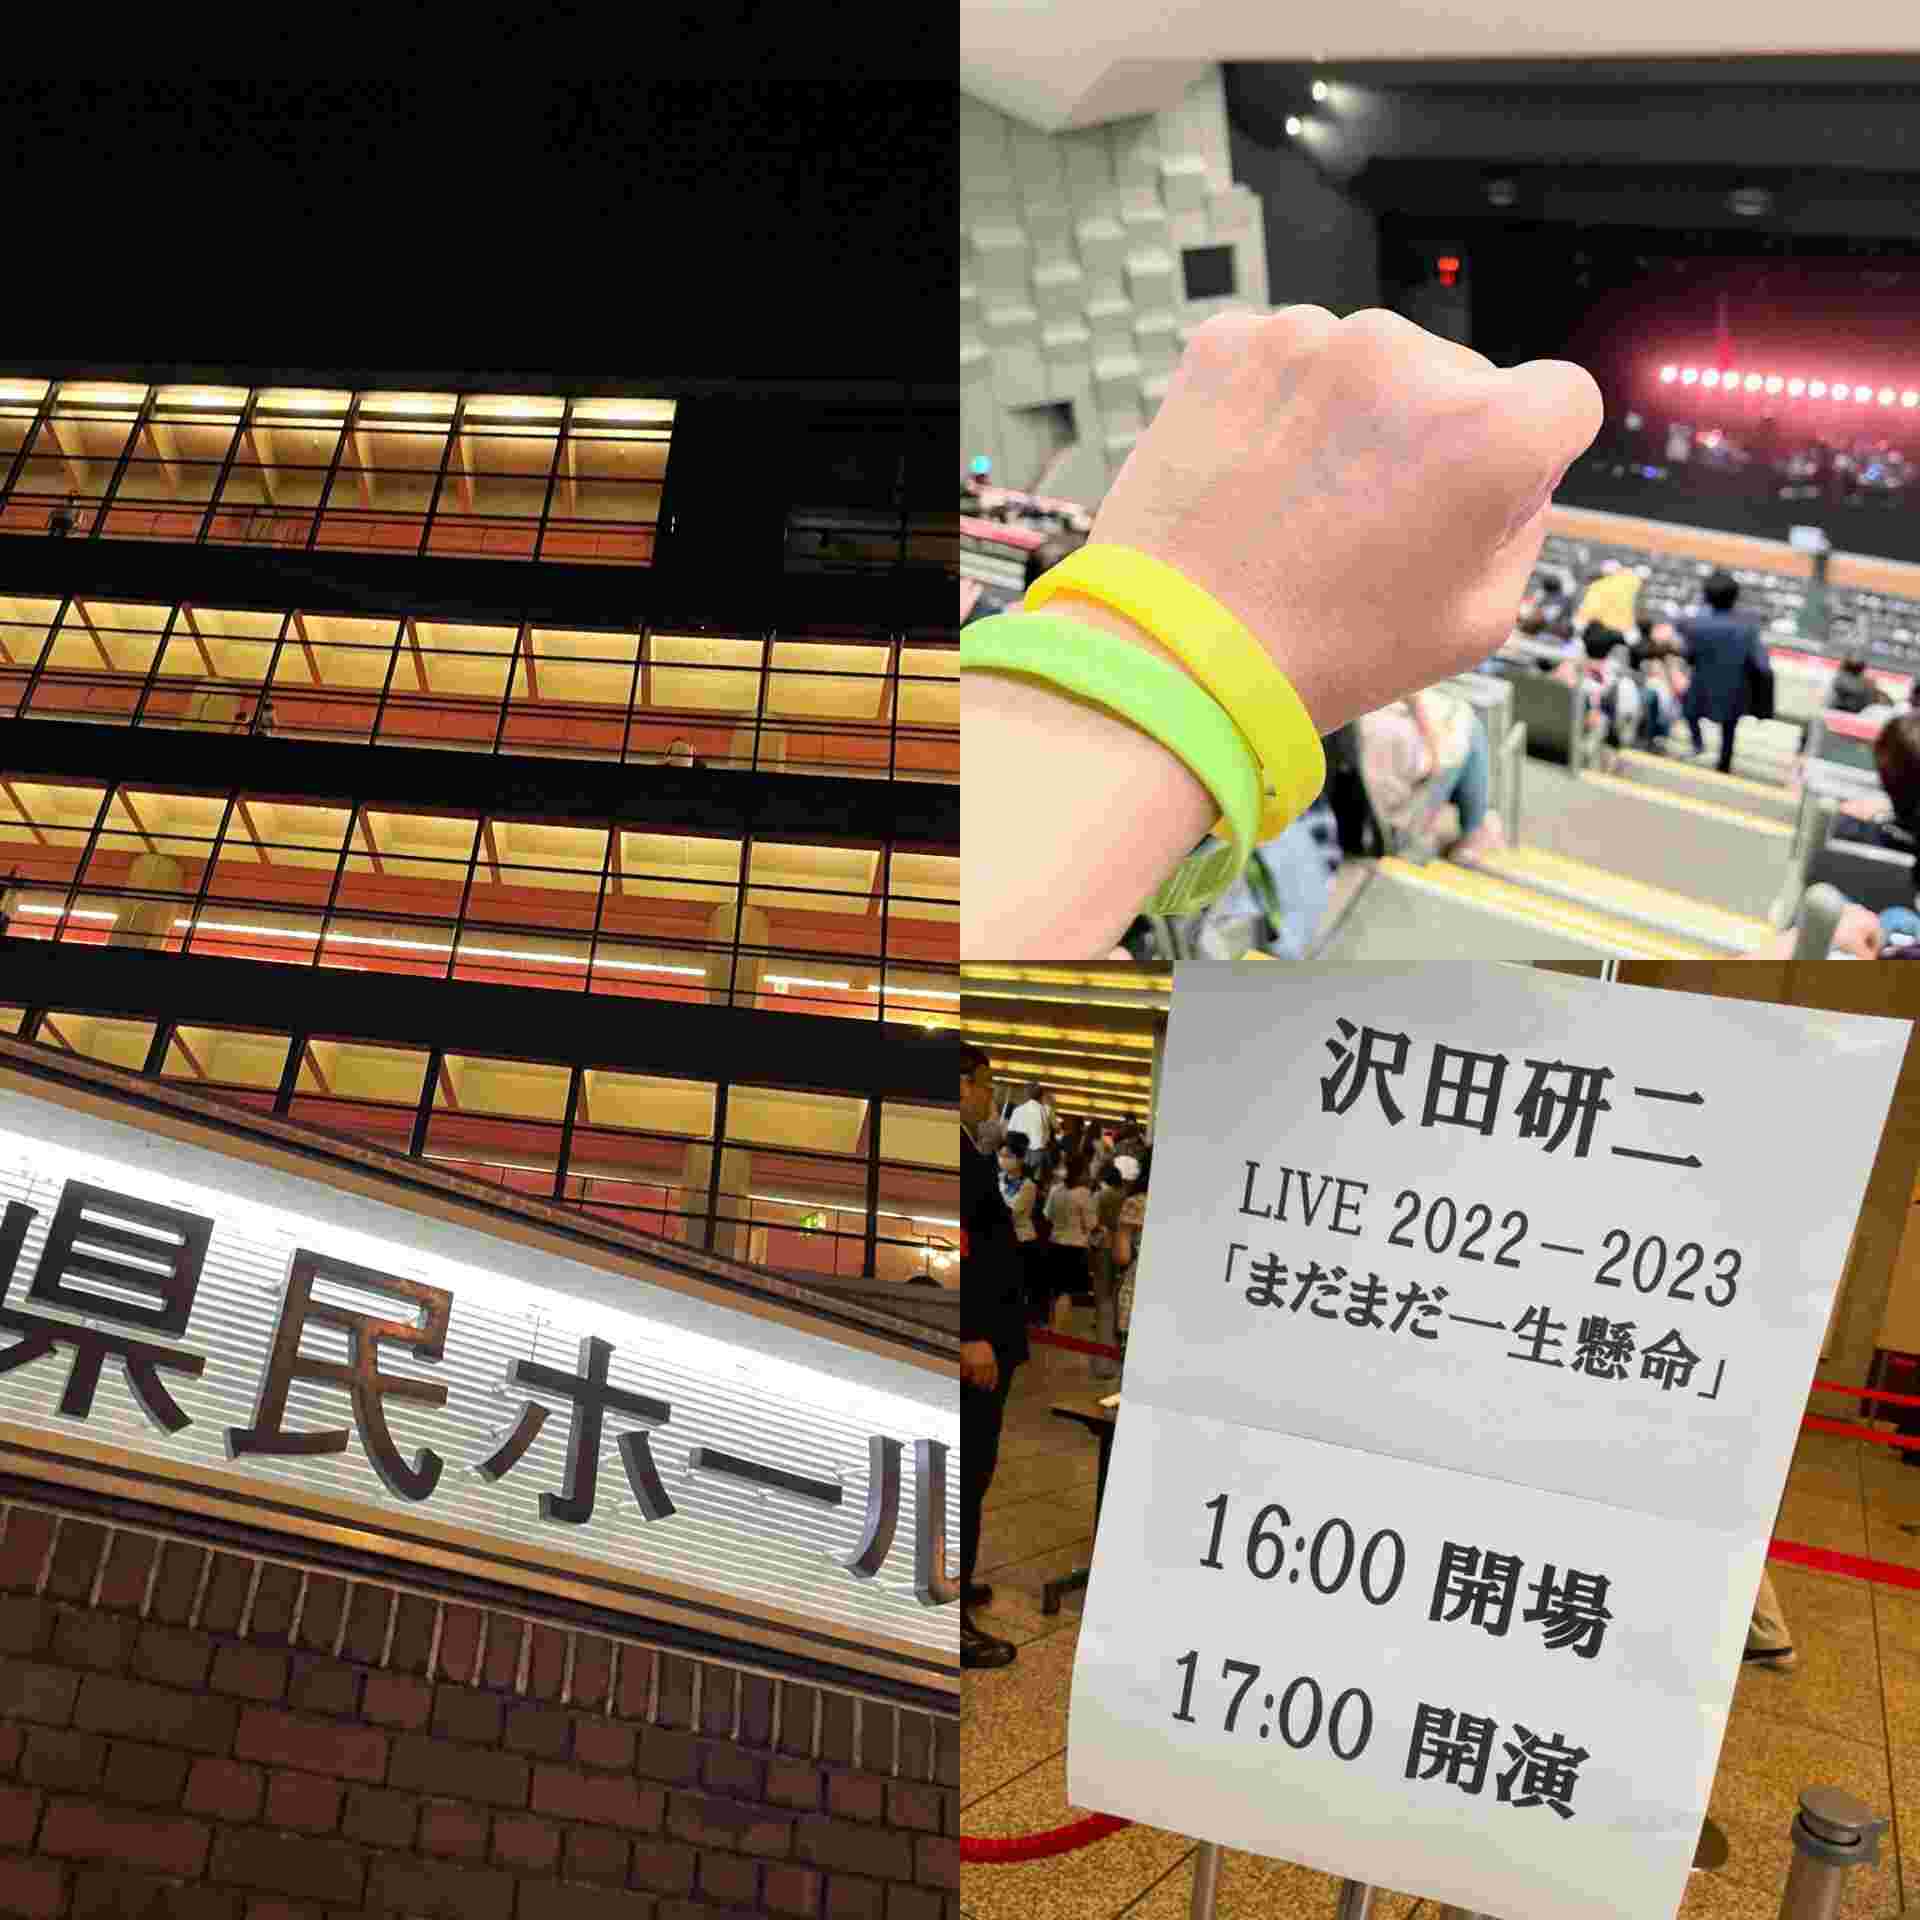 県民ホール
沢田研二
LIVE 2022－2023
「まだまだ一生懸命」
16:00 開場
17:00 開演